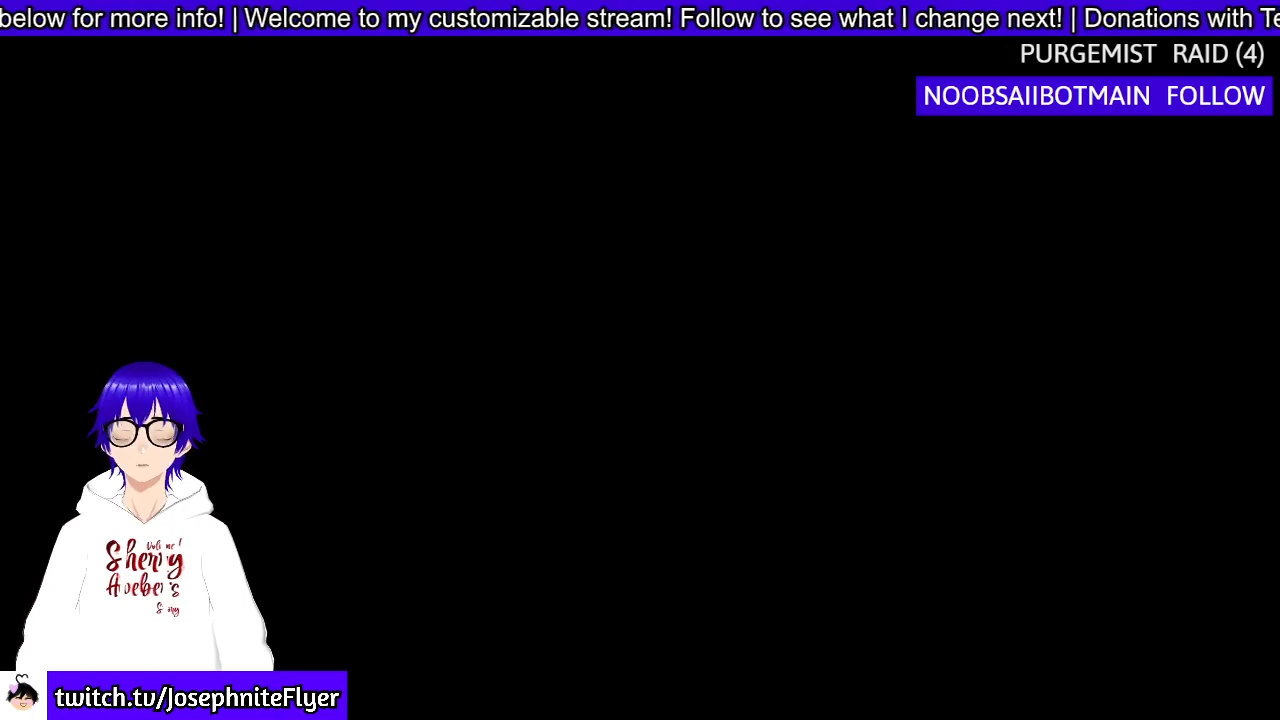 below for more info! | Welcome to my customizable stream! Follow to see what I change next! | Donations with Te
PURGEMIST RAID (4)
NOOBSAIIBOTMAIN FOLLOW
Sherry
twitch.tv/JosephniteFlyer